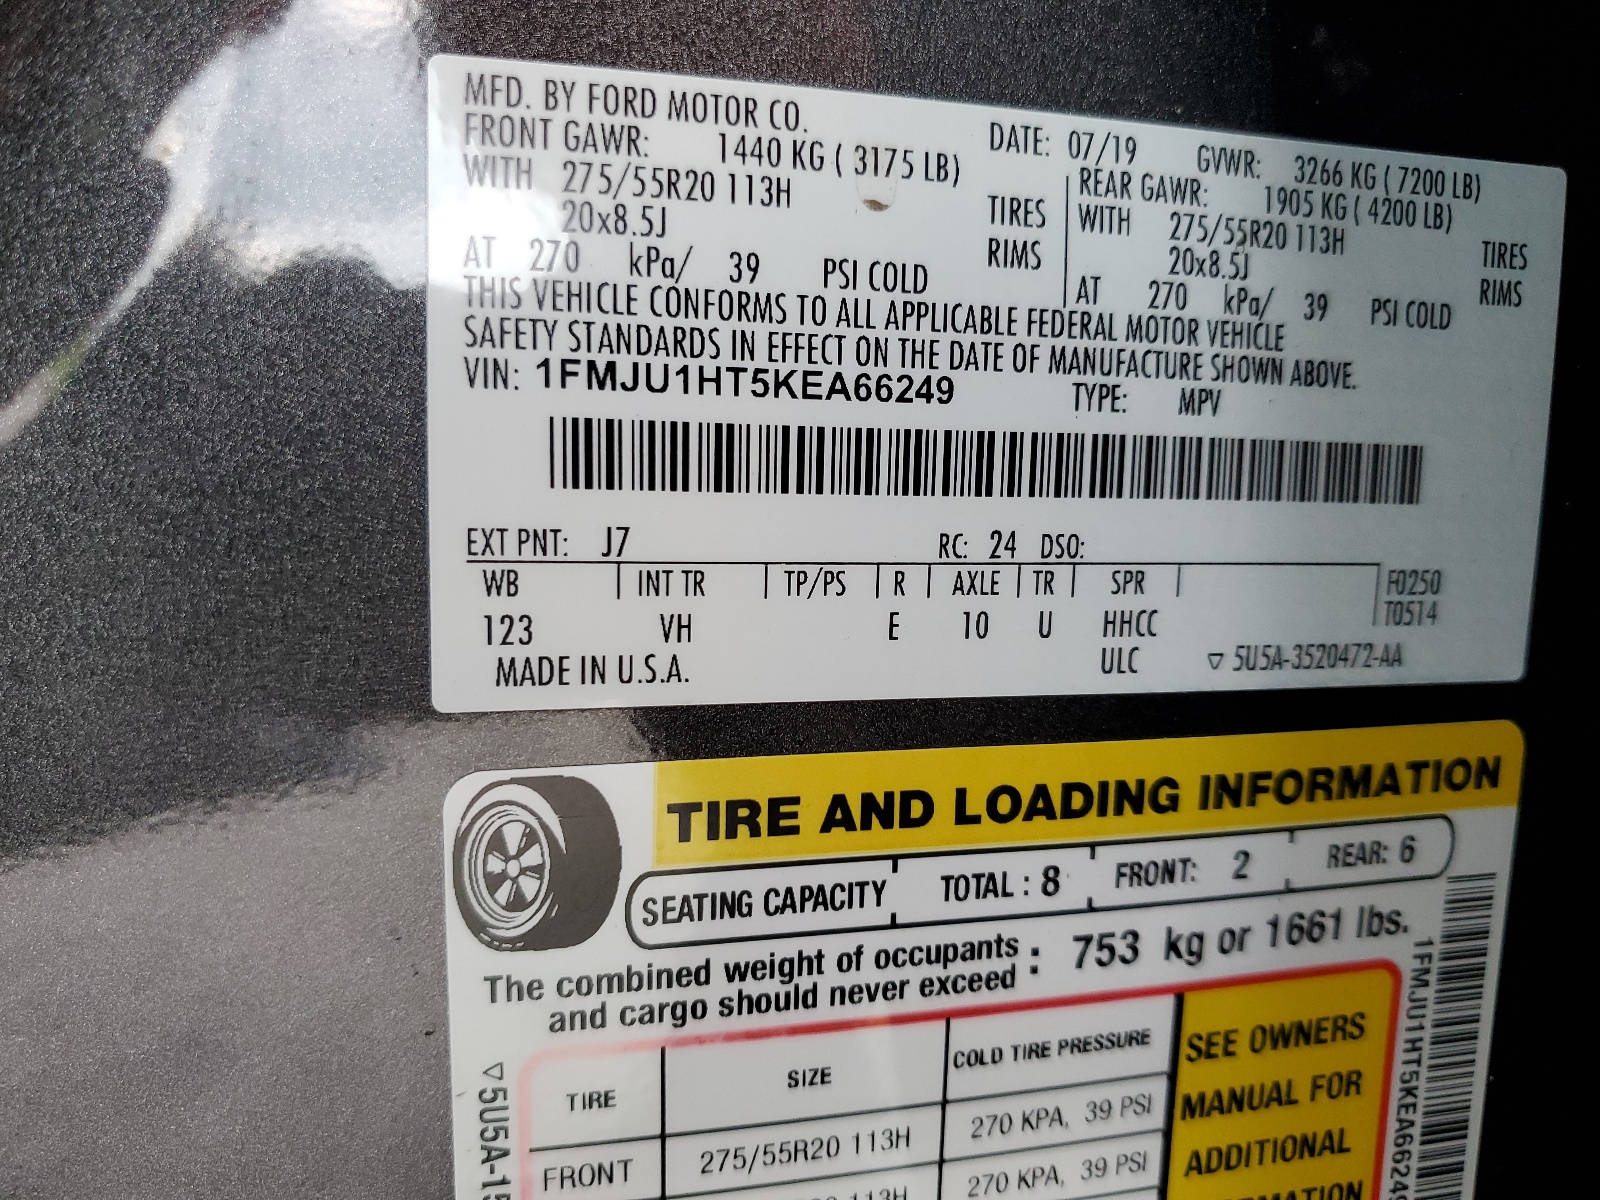 MFD. BY FORD MOTOR CO. DATE: 07/19 GVWR: 3266 KG ( 7200 LB)
FRONT GAWR: 1440 KG ( 3175 LB) REAR GAWR: 1905 KG ( 4200 LB)
WITH 275/55R20 113H TIRES WITH 275/55R20 113H TIRES
20x8.5J RIMS 20x8.5J RIMS
AT 270 kPa/ 39 PSI COLD AT 270 kPa/ 39 PSI COLD
THIS VEHICLE CONFORMS TO ALL APPLICABLE FEDERAL MOTOR VEHICLE
SAFETY STANDARDS IN EFFECT ON THE DATE OF MANUFACTURE SHOWN ABOVE.
VIN: 1FMJU1HT5KEA66249 TYPE: MPV
EXT PNT: J7 RC: 24 DSO:
WB INT TR TP/PS R AXLE TR SPR F0250
T0514
123 VH E 10 U HHCC
MADE IN U.S.A. ULC ▽ 5U5A-3520472-AA
TIRE AND LOADING INFORMATION
SEATING CAPACITY TOTAL : 8 FRONT: 2 REAR: 6
The combined weight of occupants
and cargo should never exceed : 753 kg or 1661 lbs.
TIRE SIZE COLD TIRE PRESSURE
FRONT 275/55R20 113H 270 KPA, 39 PSI
113H 270 KPA, 39 PSI
SEE OWNERS
MANUAL FOR
ADDITIONAL
▽ 5U5A-15
1FMJU1HT5KEA66249